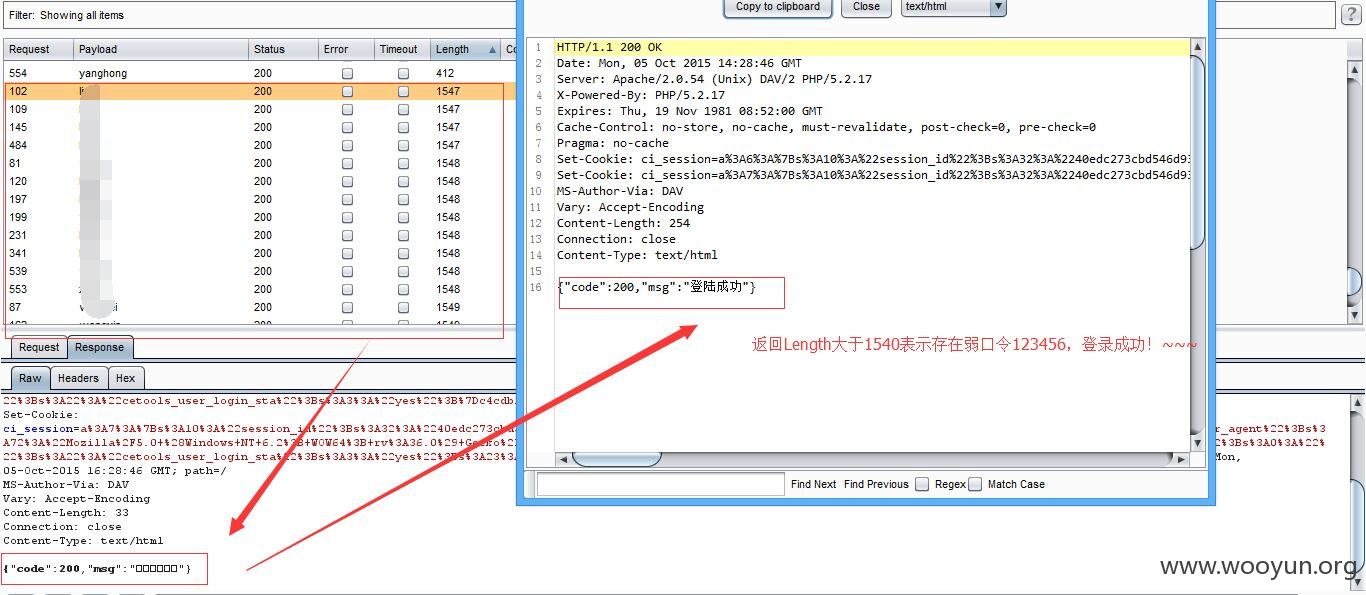 Filter: Showing all items
?
Request Payload Status Error Timeout Length
554 yanghong 200 412
102 200 1547
109 200 1547
145 200 1547
484 200 1547
81 200 1548
120 200 1548
197 200 1548
199 200 1548
231 200 1548
341 200 1548
539 200 1548
553 200 1548
87 200 1549
Copy to clipboard Close text/html
1 HTTP/1.1 200 OK
2 Date: Mon, 05 Oct 2015 14:28:46 GMT
3 Server: Apache/2.0.54 (Unix) DAV/2 PHP/5.2.17
4 X-Powered-By: PHP/5.2.17
5 Expires: Thu, 19 Nov 1981 08:52:00 GMT
6 Cache-Control: no-store, no-cache, must-revalidate, post-check=0, pre-check=0
7 Pragma: no-cache
8 Set-Cookie: ci_session=a%3A6%3A%7Bs%3A10%3A%22session_id%22%3Bs%3A32%3A%2240edc273cbd546d9
9 Set-Cookie: ci_session=a%3A7%3A%7Bs%3A10%3A%22session_id%22%3Bs%3A32%3A%2240edc273cbd546d9
10 MS-Author-Via: DAV
11 Vary: Accept-Encoding
12 Content-Length: 254
13 Connection: close
14 Content-Type: text/html
15
16 {"code":200,"msg":"登陆成功"}
返回Length大于1540表示存在弱口令123456，登录成功！~~~
Find Next Find Previous Regex Match Case
Request Response
Raw Headers Hex
22%3Bs%3A22%3A%22cetools_user_login_sta%22%3Bs%3A3%3A%22yes%22%3B%7Dc4cdb
Set-Cookie:
ci_session=a%3A7%3A%7Bs%3A10%3A%22session_id%22%3Bs%3A32%3A%2240edc273cbd
r_agent%22%3Bs%3
A72%3A%22Mozilla%2F5.0+%28Windows+NT+6.2%3B+WOW64%3B+rv%3A36.0%29+Gecko%2
%3Bs%3A0%3A%22%
22%3Bs%3A22%3A%22cetools_user_login_sta%22%3Bs%3A3%3A%22yes%22%3Bs%3A23%3A
Mon,
05-Oct-2015 16:28:46 GMT; path=/
MS-Author-Via: DAV
Vary: Accept-Encoding
Content-Length: 33
Connection: close
Content-Type: text/html
{"code":200,"msg":"□□□□□□"}
www.wooyun.org